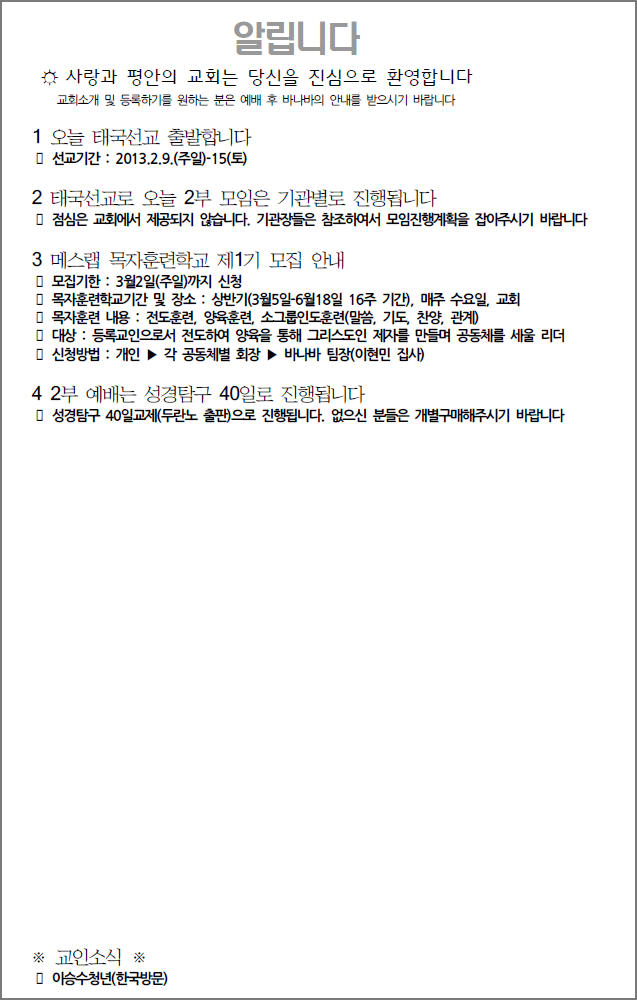 알립니다
☼ 사랑과 평안의 교회는 당신을 진심으로 환영합니다
교회소개 및 등록하기를 원하는 분은 예배 후 바나바의 안내를 받으시기 바랍니다
1 오늘 태국선교 출발합니다
▯ 선교기간 : 2013.2.9.(주일)-15(토)
2 태국선교로 오늘 2부 모임은 기관별로 진행됩니다
▯ 점심은 교회에서 제공되지 않습니다. 기관장들은 참조하여서 모임진행계획을 잡아주시기 바랍니다
3 메스랩 목자훈련학교 제1기 모집 안내
▯ 모집기한 : 3월2일(주일)까지 신청
▯ 목자훈련학교기간 및 장소 : 상반기(3월5일-6월18일 16주 기간), 매주 수요일, 교회
▯ 목자훈련 내용 : 전도훈련, 양육훈련, 소그룹인도훈련(말씀, 기도, 찬양, 관계)
▯ 대상 : 등록교인으로서 전도하여 양육을 통해 그리스도인 제자를 만들며 공동체를 세울 리더
▯ 신청방법 : 개인 ▶ 각 공동체별 회장 ▶ 바나바 팀장(이현민 집사)
4 2부 예배는 성경탐구 40일로 진행됩니다
▯ 성경탐구 40일교제(두란노 출판)으로 진행됩니다. 없으신 분들은 개별구매해주시기 바랍니다
※ 교인소식 ※
▯ 이승수청년(한국방문)